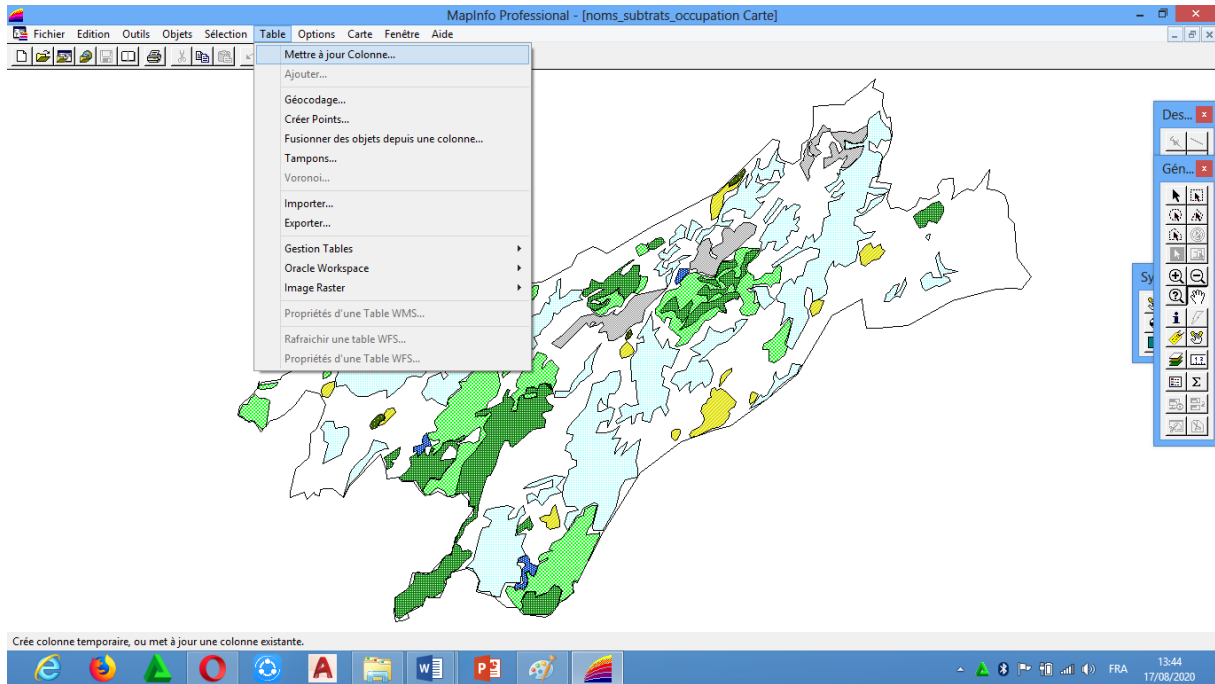 MapInfo Professional - [noms_subtrats_occupation Carte]
Fichier Edition Outils Objets Sélection Table Options Carte Fenêtre Aide
Mettre à jour Colonne...
Ajouter...
Géocodage...
Créer Points...
Fusionner des objets depuis une colonne...
Tampons...
Voronoi...
Importer...
Exporter...
Gestion Tables
Oracle Workspace
Image Raster
Propriétés d'une Table WMS...
Rafraichir une table WFS...
Propriétés d'une Table WFS...
Des...
Gén...
Sy
Crée colonne temporaire, ou met à jour une colonne existante.
FRA
13:44
17/08/2020